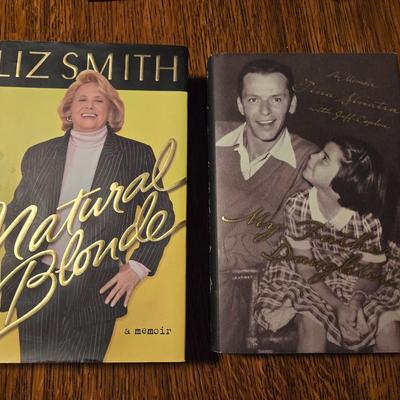 LIZ SMITH
Natural
Blonde
a memoir
A Memoir
Tina Sinatra
with Jeff Coplon
My Father's
Daughter